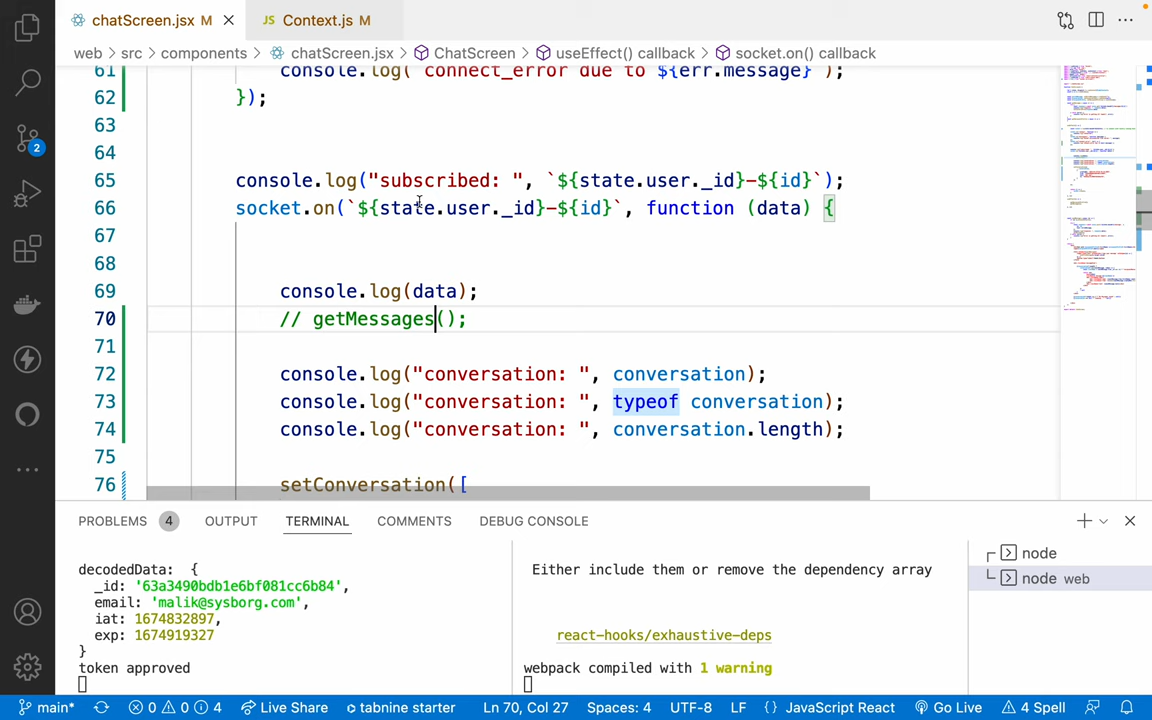 chatScreen.jsx M
JS Context.js M
web > src > components > chatScreen.jsx > ChatScreen > useEffect() callback > socket.on() callback
61 console.log(`connect_error due to ${err.message}`);
62 });
63
64
65 console.log("subscribed: ", `${state.user._id}-${id}`);
66 socket.on(`${state.user._id}-${id}`, function (data) {
67
68
69 console.log(data);
70 // getMessages();
71
72 console.log("conversation: ", conversation);
73 console.log("conversation: ", typeof conversation);
74 console.log("conversation: ", conversation.length);
75
76 setConversation([
2
PROBLEMS 4 OUTPUT TERMINAL COMMENTS DEBUG CONSOLE
decodedData: {
_id: '63a3490bdb1e6bf081cc6b84',
email: 'malik@sysborg.com',
iat: 1674832897,
exp: 1674919327
}
token approved
Either include them or remove the dependency array
react-hooks/exhaustive-deps
webpack compiled with 1 warning
node
node web
main* 0 0 4 Live Share tabnine starter Ln 70, Col 27 Spaces: 4 UTF-8 LF {} JavaScript React Go Live 4 Spell